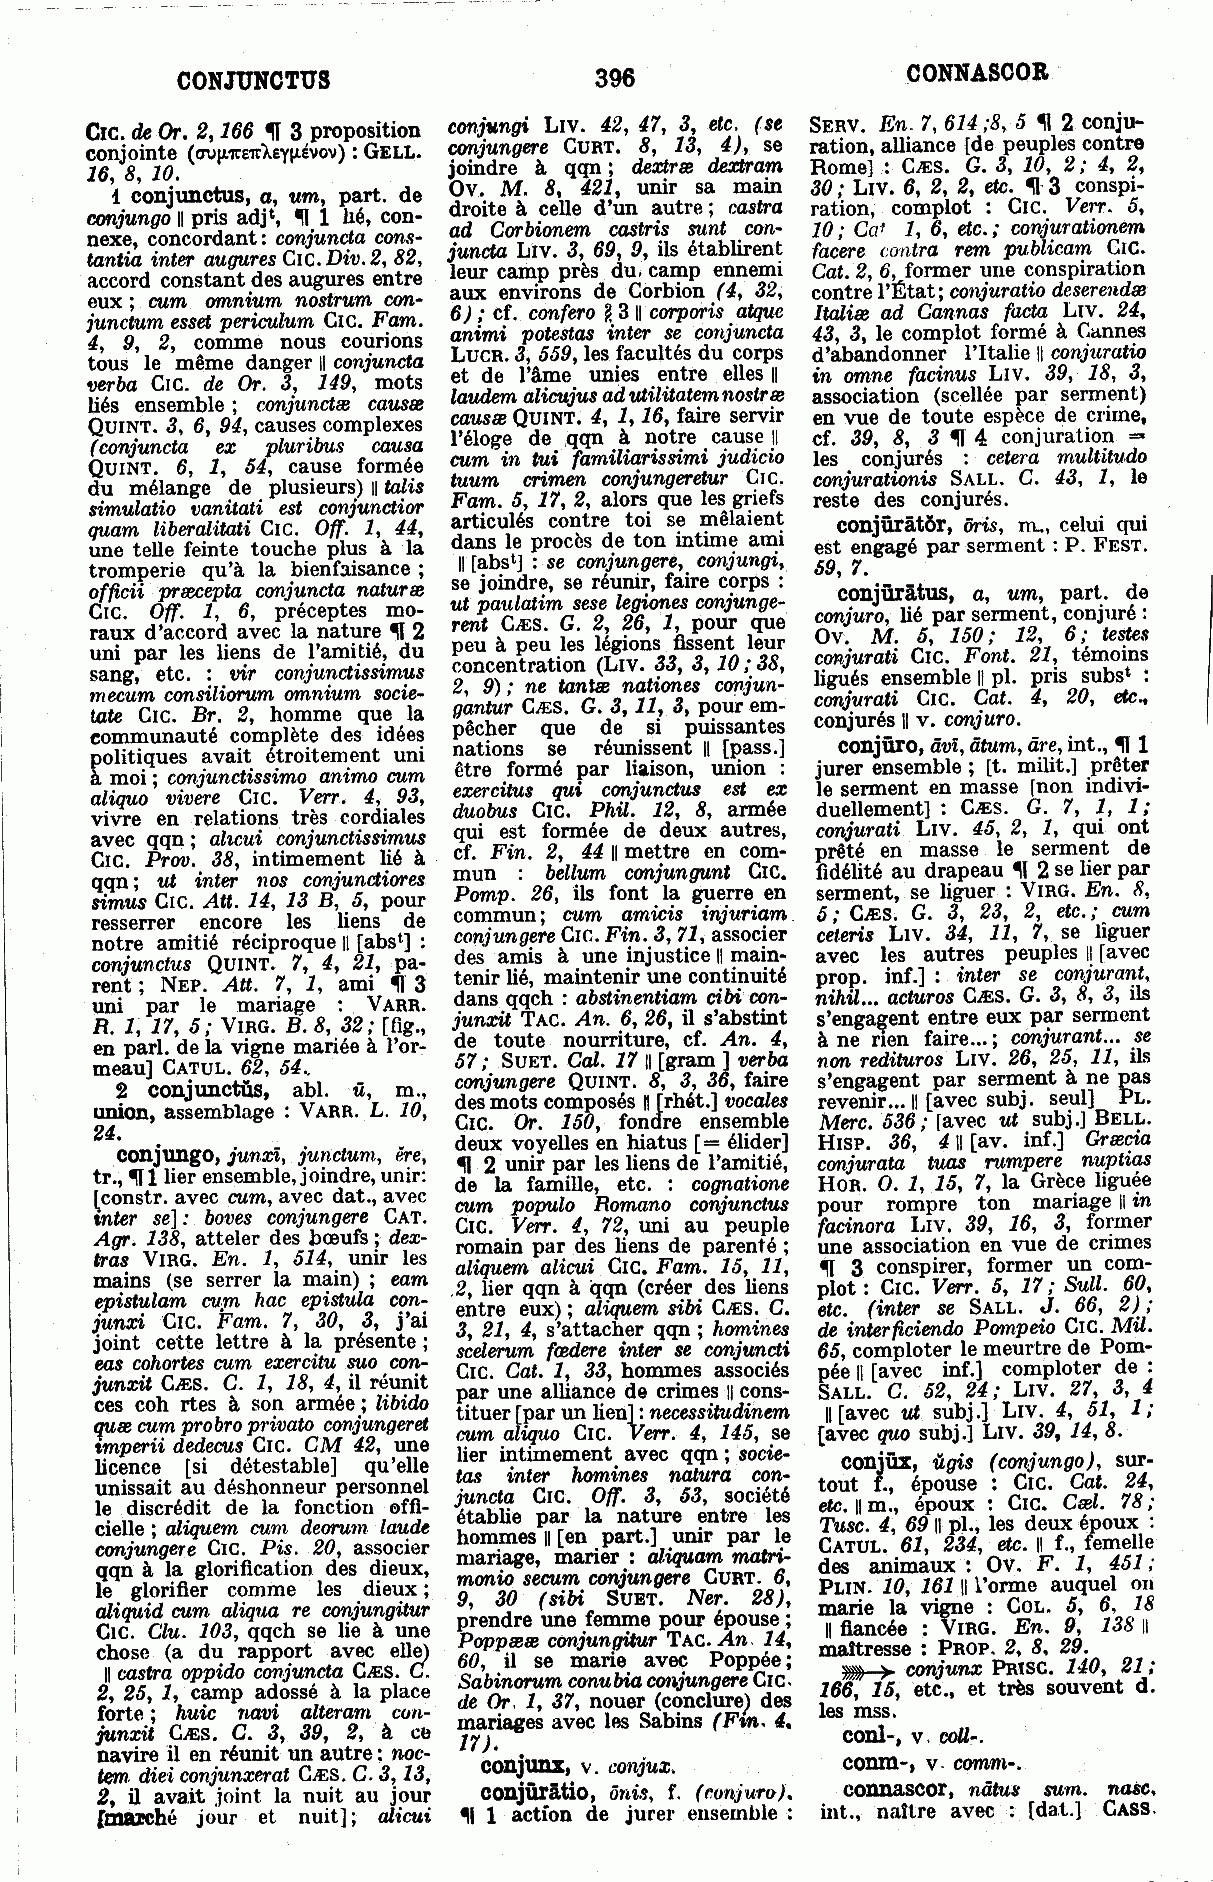 CONJUNCTUS
396
CONNASCOR
CIC. de Or. 2, 166 ¶ 3 proposition
conjointe (συμπεπλεγμένον) : GELL.
16, 8, 10.
1 conjunctus, a, um, part. de
conjungo || pris adjᵗ, ¶ 1 lié, con-
nexe, concordant : conjuncta cons-
tantia inter augures CIC. Div. 2, 82,
accord constant des augures entre
eux ; cum omnium nostrum con-
junctum esset periculum CIC. Fam.
4, 9, 2, comme nous courions
tous le même danger || conjuncta
verba CIC. de Or. 3, 149, mots
liés ensemble ; conjunctæ causæ
QUINT. 3, 6, 94, causes complexes
(conjuncta ex pluribus causa
QUINT. 6, 1, 54, cause formée
du mélange de plusieurs) || talis
simulatio vanitati est conjunctior
quam liberalitati CIC. Off. 1, 44,
une telle feinte touche plus à la
tromperie qu'à la bienfaisance ;
officii præcepta conjuncta naturæ
CIC. Off. 1, 6, préceptes mo-
raux d'accord avec la nature ¶ 2
uni par les liens de l'amitié, du
sang, etc. : vir conjunctissimus
mecum consiliorum omnium socie-
tate CIC. Br. 2, homme que la
communauté complète des idées
politiques avait étroitement uni
à moi ; conjunctissimo animo cum
aliquo vivere CIC. Verr. 4, 93,
vivre en relations très cordiales
avec qqn ; alicui conjunctissimus
CIC. Prov. 38, intimement lié à
qqn ; ut inter nos conjunctiores
simus CIC. Att. 14, 13 B, 5, pour
resserrer encore les liens de
notre amitié réciproque || [absᵗ] :
conjunctus QUINT. 7, 4, 21, pa-
rent ; NEP. Att. 7, 1, ami ¶ 3
uni par le mariage : VARR.
R. 1, 17, 5 ; VIRG. B. 8, 32 ; [fig.,
en parl. de la vigne mariée à l'or-
meau] CATUL. 62, 54.
2 conjunctŭs, abl. ū, m.,
union, assemblage : VARR. L. 10,
24.
conjungo, junxī, junctum, ĕre,
tr., ¶ 1 lier ensemble, joindre, unir:
[constr. avec cum, avec dat., avec
inter se] : boves conjungere CAT.
Agr. 138, atteler des bœufs ; dex-
tras VIRG. En. 1, 514, unir les
mains (se serrer la main) ; eam
epistulam cum hac epistula con-
junxi CIC. Fam. 7, 30, 3, j'ai
joint cette lettre à la présente ;
eas cohortes cum exercitu suo con-
junxit CÆS. C. 1, 18, 4, il réunit
ces coh rtes à son armée ; libido
quæ cum probro privato conjungeret
imperii dedecus CIC. CM 42, une
licence [si détestable] qu'elle
unissait au déshonneur personnel
le discrédit de la fonction offi-
cielle ; aliquem cum deorum laude
conjungere CIC. Pis. 20, associer
qqn à la glorification des dieux,
le glorifier comme les dieux ;
aliquid cum aliqua re conjungitur
CIC. Clu. 103, qqch se lie à une
chose (a du rapport avec elle)
|| castra oppido conjuncta CÆS. C.
2, 25, 1, camp adossé à la place
forte ; huic navi alteram con-
junxit CÆS. C. 3, 39, 2, à ce
navire il en réunit un autre ; noc-
tem diei conjunxerat CÆS. C. 3, 13,
2, il avait joint la nuit au jour
[marché jour et nuit]; alicui
conjungi LIV. 42, 47, 3, etc. (se
conjungere CURT. 8, 13, 4), se
joindre à qqn ; dextræ dextram
OV. M. 8, 421, unir sa main
droite à celle d'un autre ; castra
ad Corbionem castris sunt con-
juncta LIV. 3, 69, 9, ils établirent
leur camp près du camp ennemi
aux environs de Corbion (4, 32,
6) ; cf. confero § 3 || corporis atque
animi potestas inter se conjuncta
LUCR. 3, 559, les facultés du corps
et de l'âme unies entre elles ||
laudem alicujus ad utilitatem nostræ
causæ QUINT. 4, 1, 16, faire servir
l'éloge de qqn à notre cause ||
cum in tui familiarissimi judicio
tuum crimen conjungeretur CIC.
Fam. 5, 17, 2, alors que les griefs
articulés contre toi se mêlaient
dans le procès de ton intime ami
|| [absᵗ] : se conjungere, conjungi,
se joindre, se réunir, faire corps :
ut paulatim sese legiones conjunge-
rent CÆS. G. 2, 26, 1, pour que
peu à peu les légions fissent leur
concentration (LIV. 33, 3, 10 ; 38,
2, 9) ; ne tantæ nationes conjun-
gantur CÆS. G. 3, 11, 3, pour em-
pêcher que de si puissantes
nations se réunissent || [pass.]
être formé par liaison, union :
exercitus qui conjunctus est ex
duobus CIC. Phil. 12, 8, armée
qui est formée de deux autres,
cf. Fin. 2, 44 || mettre en com-
mun : bellum conjungunt CIC.
Pomp. 26, ils font la guerre en
commun ; cum amicis injuriam
conjungere CIC. Fin. 3, 71, associer
des amis à une injustice || main-
tenir lié, maintenir une continuité
dans qqch : abstinentiam cibi con-
junxit TAC. An. 6, 26, il s'abstint
de toute nourriture, cf. An. 4,
57 ; SUET. Cal. 17 || [gram ] verba
conjungere QUINT. 8, 3, 36, faire
des mots composés || [rhét.] vocales
CIC. Or. 150, fondre ensemble
deux voyelles en hiatus [= élider]
¶ 2 unir par les liens de l'amitié,
de la famille, etc. : cognatione
cum populo Romano conjunctus
CIC. Verr. 4, 72, uni au peuple
romain par des liens de parenté ;
aliquem alicui CIC. Fam. 15, 11,
2, lier qqn à qqn (créer des liens
entre eux) ; aliquem sibi CÆS. C.
3, 21, 4, s'attacher qqn ; homines
scelerum fœdere inter se conjuncti
CIC. Cat. 1, 33, hommes associés
par une alliance de crimes || cons-
tituer [par un lien] : necessitudinem
cum aliquo CIC. Verr. 4, 145, se
lier intimement avec qqn ; socie-
tas inter homines natura con-
juncta CIC. Off. 3, 53, société
établie par la nature entre les
hommes || [en part.] unir par le
mariage, marier : aliquam matri-
monio secum conjungere CURT. 6,
9, 30 (sibi SUET. Ner. 28),
prendre une femme pour épouse ;
Poppææ conjungitur TAC. An. 14,
60, il se marie avec Poppée ;
Sabinorum conubia conjungere CIC.
de Or. 1, 37, nouer (conclure) des
mariages avec les Sabins (Fin. 4,
17).
conjunx, v. conjux.
conjūrātio, ōnis, f. (conjuro),
¶ 1 action de jurer ensemble :
SERV. En. 7, 614 ;8, 5 ¶ 2 conju-
ration, alliance [de peuples contre
Rome] : CÆS. G. 3, 10, 2 ; 4, 2,
30 ; LIV. 6, 2, 2, etc. ¶ 3 conspi-
ration, complot : CIC. Verr. 5,
10 ; Cat 1, 6, etc. ; conjurationem
facere contra rem publicam CIC.
Cat. 2, 6, former une conspiration
contre l'État ; conjuratio deserendæ
Italiæ ad Cannas facta LIV. 24,
43, 3, le complot formé à Cannes
d'abandonner l'Italie || conjuratio
in omne facinus LIV. 39, 18, 3,
association (scellée par serment)
en vue de toute espèce de crime,
cf. 39, 8, 3 ¶ 4 conjuration =
les conjurés : cetera multitudo
conjurationis SALL. C. 43, 1, le
reste des conjurés.
conjūrātŏr, ōris, m., celui qui
est engagé par serment : P. FEST.
59, 7.
conjūrātus, a, um, part. de
conjuro, lié par serment, conjuré :
OV. M. 5, 150 ; 12, 6 ; testes
conjurati CIC. Font. 21, témoins
ligués ensemble || pl. pris subsᵗ :
conjurati CIC. Cat. 4, 20, etc.,
conjurés || v. conjuro.
conjūro, āvī, ātum, āre, int., ¶ 1
jurer ensemble ; [t. milit.] prêter
le serment en masse [non indivi-
duellement] : CÆS. G. 7, 1, 1 ;
conjurati LIV. 45, 2, 1, qui ont
prêté en masse le serment de
fidélité au drapeau ¶ 2 se lier par
serment, se liguer : VIRG. En. 8,
5 ; CÆS. G. 3, 23, 2, etc. ; cum
ceteris LIV. 34, 11, 7, se liguer
avec les autres peuples || [avec
prop. inf.] : inter se conjurant,
nihil... acturos CÆS. G. 3, 8, 3, ils
s'engagent entre eux par serment
à ne rien faire... ; conjurant... se
non redituros LIV. 26, 25, 11, ils
s'engagent par serment à ne pas
revenir... || [avec subj. seul] PL.
Merc. 536 ; [avec ut subj.] BELL.
HISP. 36, 4 || [av. inf.] Græcia
conjurata tuas rumpere nuptias
HOR. O. 1, 15, 7, la Grèce liguée
pour rompre ton mariage || in
facinora LIV. 39, 16, 3, former
une association en vue de crimes
¶ 3 conspirer, former un com-
plot : CIC. Verr. 5, 17 ; Sull. 60,
etc. (inter se SALL. J. 66, 2) ;
de interficiendo Pompeio CIC. Mil.
65, comploter le meurtre de Pom-
pée || [avec inf.] comploter de :
SALL. C. 52, 24 ; LIV. 27, 3, 4
|| [avec ut subj.] LIV. 4, 51, 1 ;
[avec quo subj.] LIV. 39, 14, 8.
conjŭx, ŭgis (conjungo), sur-
tout f., épouse : CIC. Cat. 24,
etc. || m., époux : CIC. Cæl. 78 ;
Tusc. 4, 69 || pl., les deux époux :
CATUL. 61, 234, etc. || f., femelle
des animaux : OV. F. 1, 451 ;
PLIN. 10, 161 || l'orme auquel on
marie la vigne : COL. 5, 6, 18
|| fiancée : VIRG. En. 9, 138 ||
maîtresse : PROP. 2, 8, 29.
conjunx PRISC. 140, 21 ;
166, 15, etc., et très souvent d.
les mss.
conl-, v. coll-.
conm-, v. comm-.
connascor, nātus sum. nasc,
int., naître avec : [dat.] CASS.